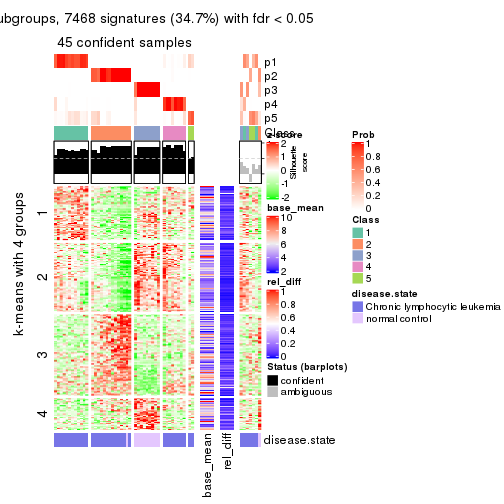 ubgroups, 7468 signatures (34.7%) with fdr < 0.05
45 confident samples
p1
p2
p3
p4
p5
Class
Silhouette
score
k-means with 4 groups
1
2
3
4
base_mean
rel_diff
disease.state
z-score
2
1
0
-1
-2
base_mean
10
8
6
4
2
rel_diff
1
0.8
0.6
0.4
0.2
0
Status (barplots)
confident
ambiguous
Prob
1
0.8
0.6
0.4
0.2
0
Class
1
2
3
4
5
disease.state
Chronic lymphocytic leukemia
normal control